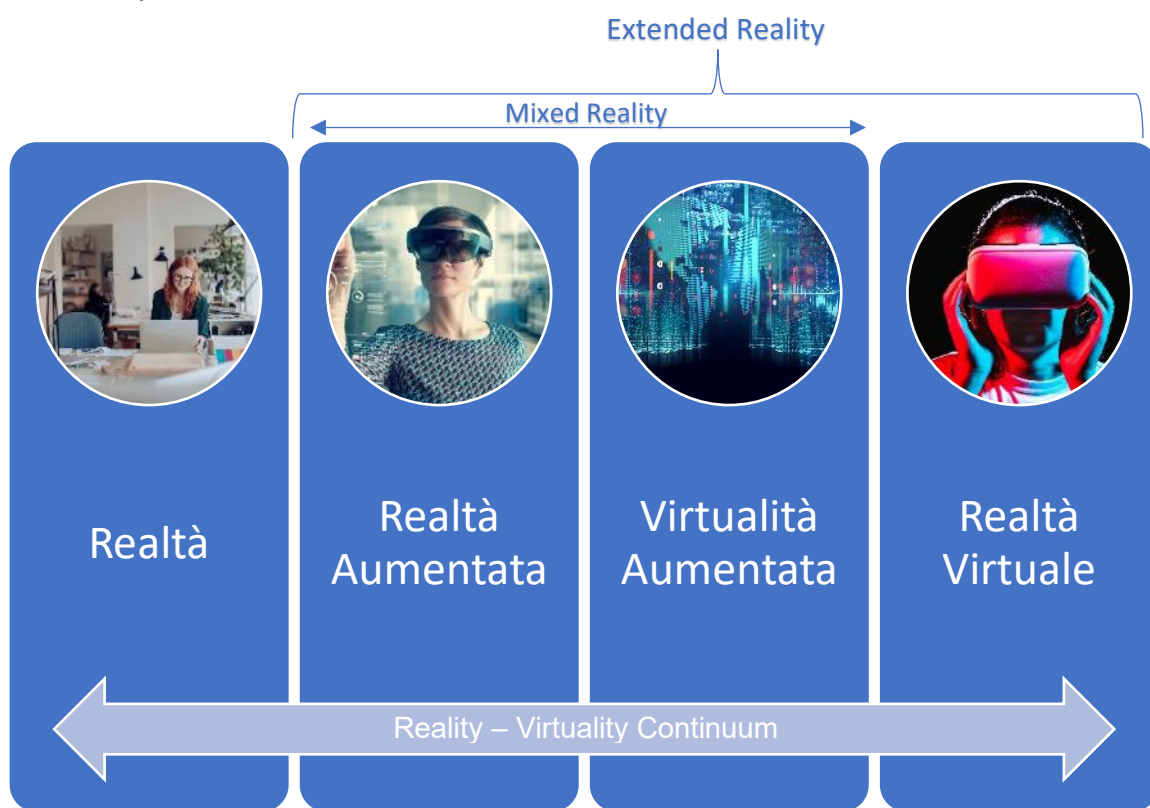 Extended Reality
Mixed Reality
Realtà
Realtà
Aumentata
Virtualità
Aumentata
Realtà
Virtuale
Reality – Virtuality Continuum